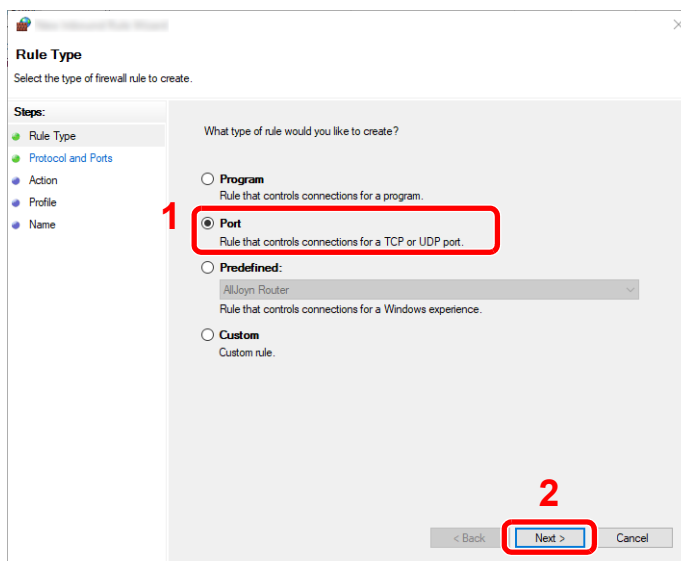 Rule Type
Select the type of firewall rule to create.
Steps:
Rule Type
Protocol and Ports
Action
Profile
Name
What type of rule would you like to create?
Program
Rule that controls connections for a program.
1
Port
Rule that controls connections for a TCP or UDP port.
Predefined:
AllJoyn Router
Rule that controls connections for a Windows experience.
Custom
Custom rule.
2
< Back
Next >
Cancel